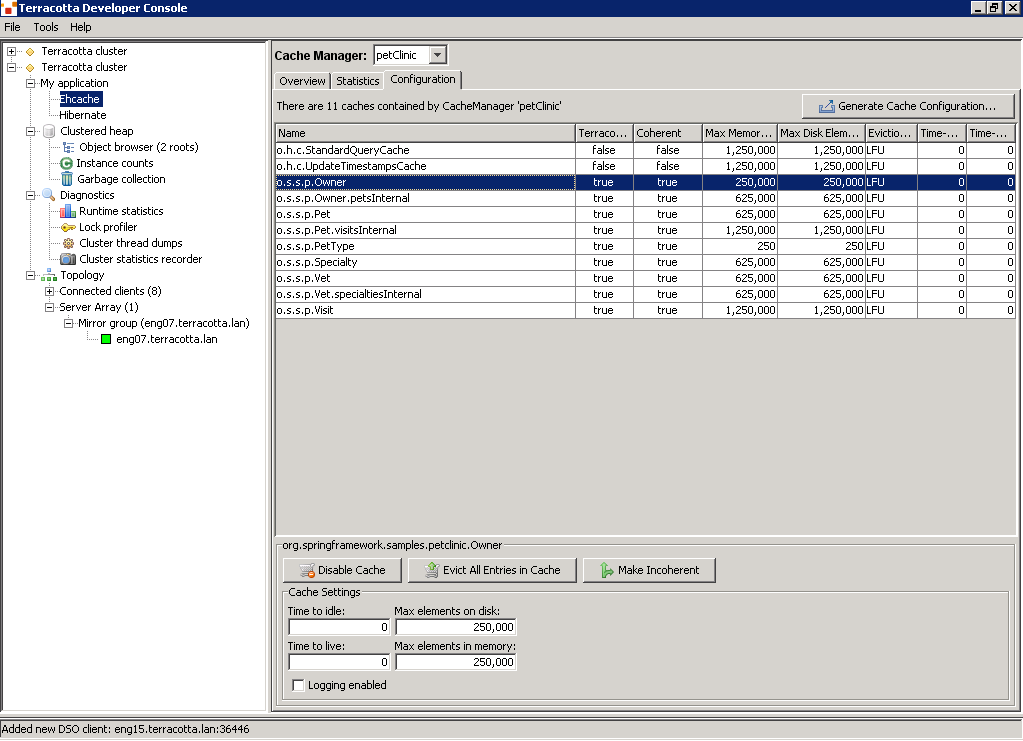 Terracotta Developer Console
File Tools Help
Terracotta cluster
Terracotta cluster
My application
Ehcache
Hibernate
Clustered heap
Object browser (2 roots)
Instance counts
Garbage collection
Diagnostics
Runtime statistics
Lock profiler
Cluster thread dumps
Cluster statistics recorder
Topology
Connected clients (8)
Server Array (1)
Mirror group (eng07.terracotta.lan)
eng07.terracotta.lan
Cache Manager: petClinic
Overview Statistics Configuration
There are 11 caches contained by CacheManager 'petClinic' Generate Cache Configuration...
Name Terraco... Coherent Max Memor... Max Disk Elem... Evictio... Time-... Time-...
o.h.c.StandardQueryCache false false 1,250,000 1,250,000 LFU 0 0
o.h.c.UpdateTimestampsCache false false 1,250,000 1,250,000 LFU 0 0
o.s.s.p.Owner true true 250,000 250,000 LFU 0 0
o.s.s.p.Owner.petsInternal true true 625,000 625,000 LFU 0 0
o.s.s.p.Pet true true 625,000 625,000 LFU 0 0
o.s.s.p.Pet.visitsInternal true true 1,250,000 1,250,000 LFU 0 0
o.s.s.p.PetType true true 250 250 LFU 0 0
o.s.s.p.Specialty true true 625,000 625,000 LFU 0 0
o.s.s.p.Vet true true 625,000 625,000 LFU 0 0
o.s.s.p.Vet.specialtiesInternal true true 625,000 625,000 LFU 0 0
o.s.s.p.Visit true true 1,250,000 1,250,000 LFU 0 0
org.springframework.samples.petclinic.Owner
Disable Cache Evict All Entries in Cache Make Incoherent
Cache Settings
Time to idle: Max elements on disk:
0 250,000
Time to live: Max elements in memory:
0 250,000
Logging enabled
Added new DSO client: eng15.terracotta.lan:36446